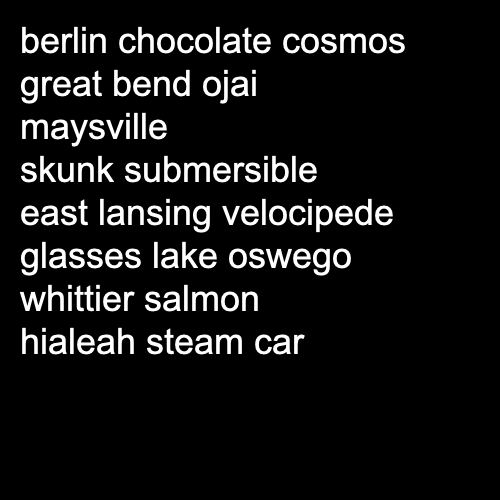 berlin chocolate cosmos
great bend ojai
maysville
skunk submersible
east lansing velocipede
glasses lake oswego
whittier salmon
hialeah steam car